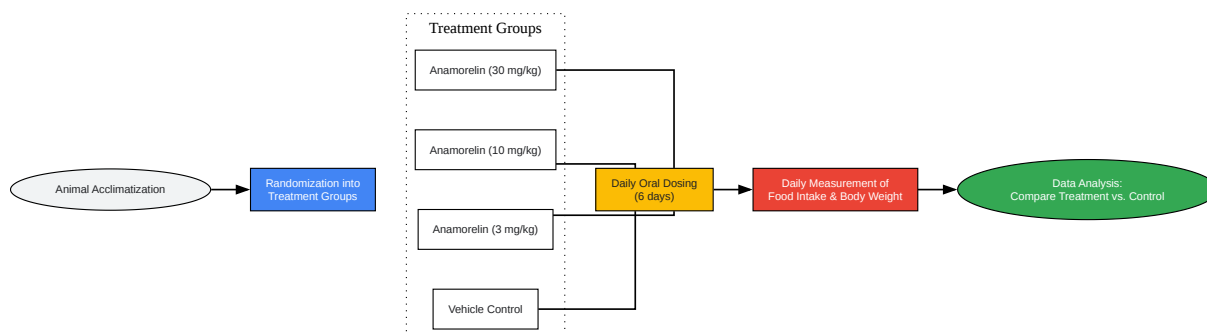 Animal Acclimatization
Randomization into
Treatment Groups
Treatment Groups
Anamorelin (30 mg/kg)
Anamorelin (10 mg/kg)
Anamorelin (3 mg/kg)
Vehicle Control
Daily Oral Dosing
(6 days)
Daily Measurement of
Food Intake & Body Weight
Data Analysis:
Compare Treatment vs. Control